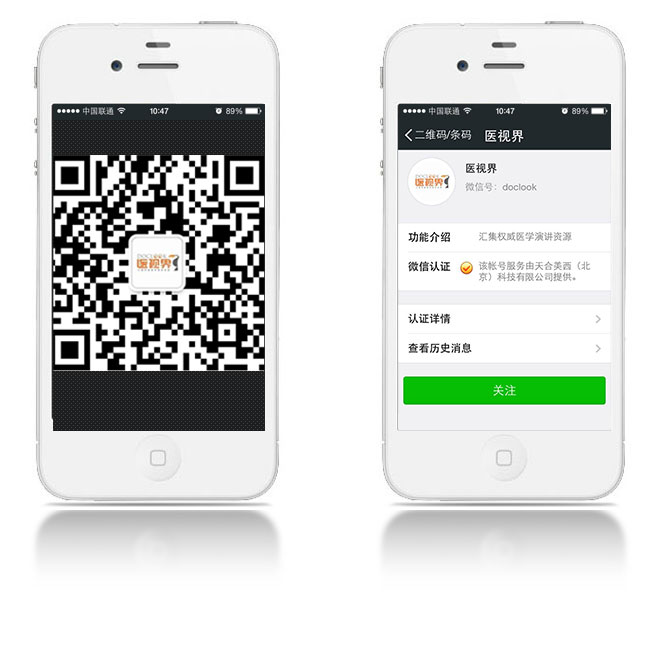 中国联通 10:47 89%
医视界
中国联通 10:47 89%
二维码/条码 医视界
DOCLOOK
医视界
医视界
微信号：doclook
功能介绍 汇集权威医学演讲资源
微信认证 该帐号服务由天合美西（北
京）科技有限公司提供。
认证详情
查看历史消息
关注